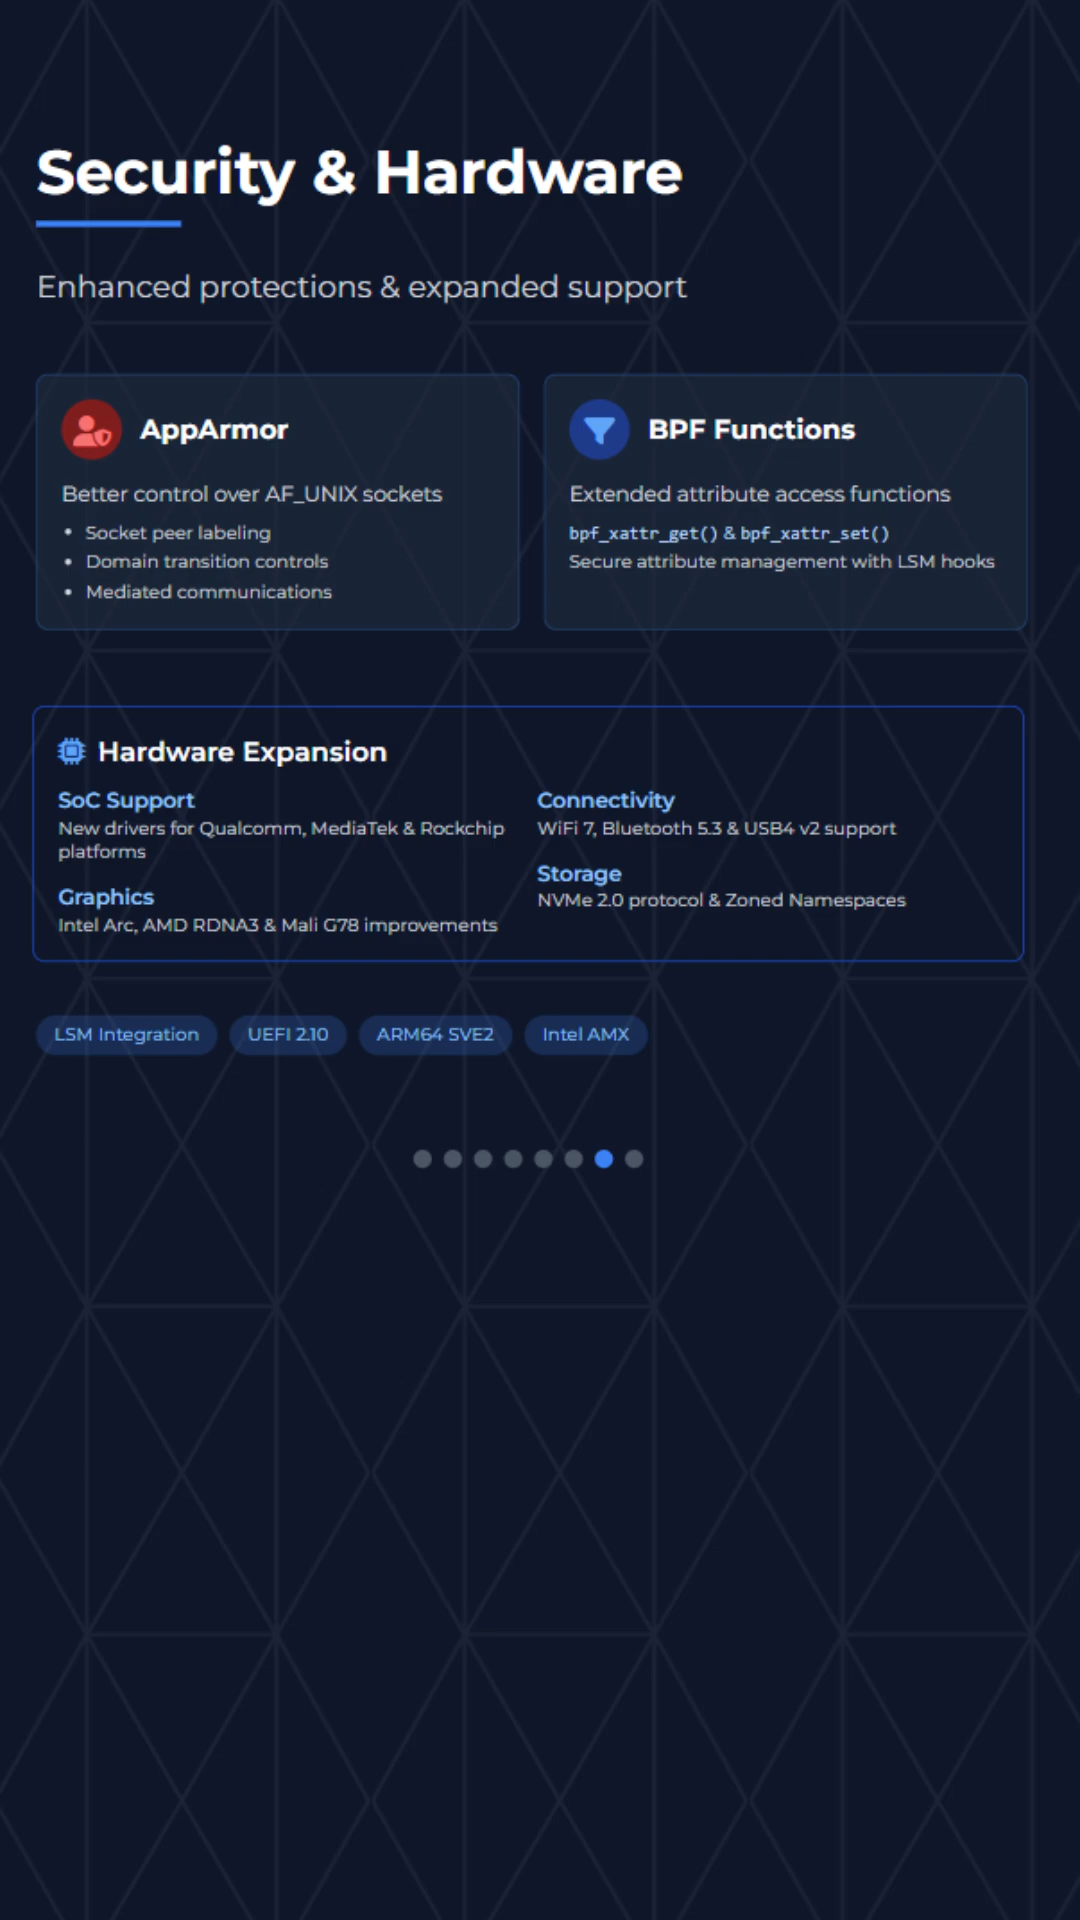 Security & Hardware
Enhanced protections & expanded support
AppArmor
Better control over AF_UNIX sockets
• Socket peer labeling
• Domain transition controls
• Mediated communications
BPF Functions
Extended attribute access functions
bpf_xattr_get() & bpf_xattr_set()
Secure attribute management with LSM hooks
Hardware Expansion
SoC Support
New drivers for Qualcomm, MediaTek & Rockchip
platforms
Graphics
Intel Arc, AMD RDNA3 & Mali G78 improvements
Connectivity
WiFi 7, Bluetooth 5.3 & USB4 v2 support
Storage
NVMe 2.0 protocol & Zoned Namespaces
LSM Integration
UEFI 2.10
ARM64 SVE2
Intel AMX